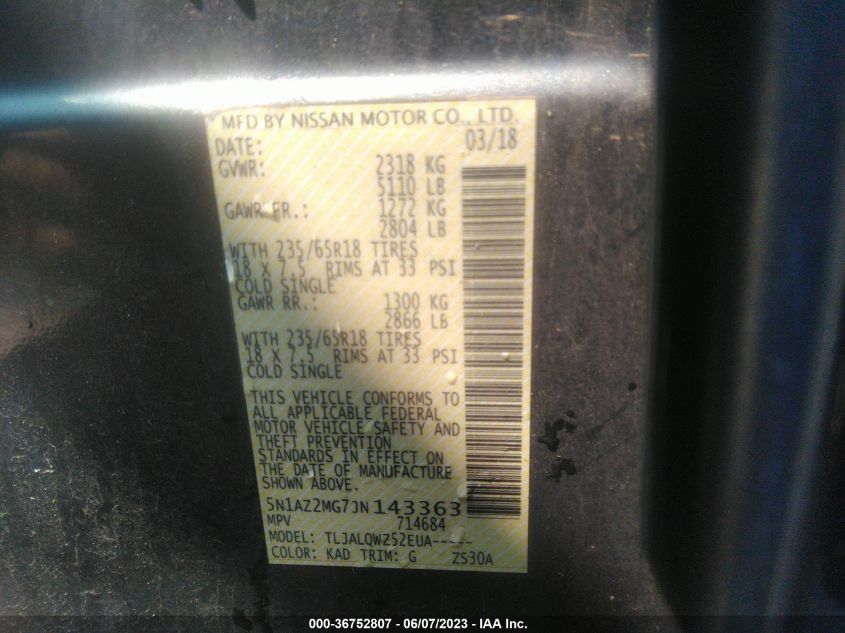 MFD BY NISSAN MOTOR CO., LTD.
DATE: 03/18
GVWR: 2318 KG
5110 LB
GAWR FR.: 1272 KG
2804 LB
WITH 235/65R18 TIRES
18 X 7.5 RIMS AT 33 PSI
COLD SINGLE
GAWR RR.: 1300 KG
2866 LB
WITH 235/65R18 TIRES
18 X 7.5 RIMS AT 33 PSI
COLD SINGLE
THIS VEHICLE CONFORMS TO
ALL APPLICABLE FEDERAL
MOTOR VEHICLE SAFETY AND
THEFT PREVENTION
STANDARDS IN EFFECT ON
THE DATE OF MANUFACTURE
SHOWN ABOVE.
5N1AZ2MG7JN143363
MPV 714684
MODEL: TLJALQWZ52EUA-----
COLOR: KAD TRIM: G ZS30A
000-36752807 - 06/07/2023 - IAA Inc.